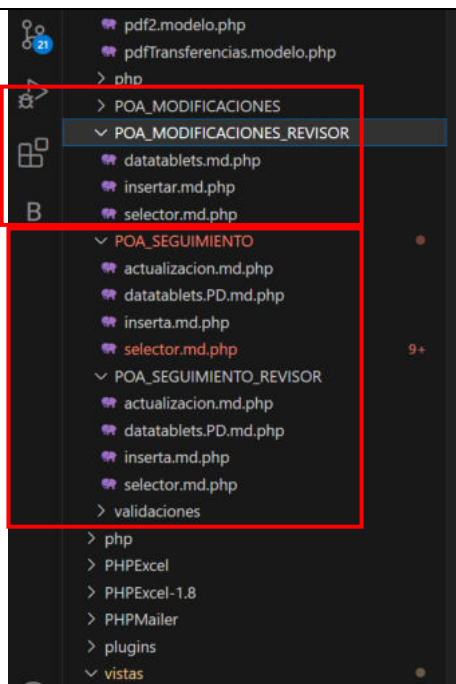 pdf2.modelo.php
pdfTransferencias.modelo.php
21
> php
> POA_MODIFICACIONES
POA_MODIFICACIONES_REVISOR
datatablets.md.php
insertar.md.php
B
selector.md.php
POA_SEGUIMIENTO
actualizacion.md.php
datatablets.PD.md.php
inserta.md.php
selector.md.php 9+
POA_SEGUIMIENTO_REVISOR
actualizacion.md.php
datatablets.PD.md.php
inserta.md.php
selector.md.php
> validaciones
> php
> PHPExcel
> PHPExcel-1.8
> PHPMailer
> plugins
vistas